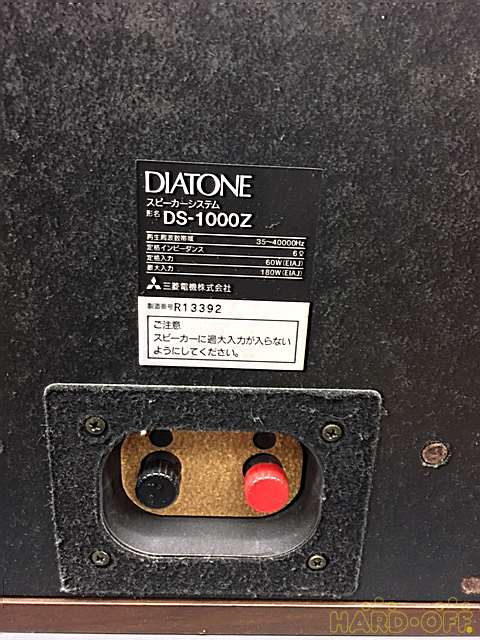 DIATONE
スピーカーシステム
形名 DS-1000Z
再生周波数帯域 35~40000Hz
定格インピーダンス 6Ω
定格入力 60W(EIAJ)
最大入力 180W(EIAJ)
三菱電機株式会社
製造番号 R13392
ご注意
スピーカーに過大入力が入らない
ようにしてください。
HARD・OFF